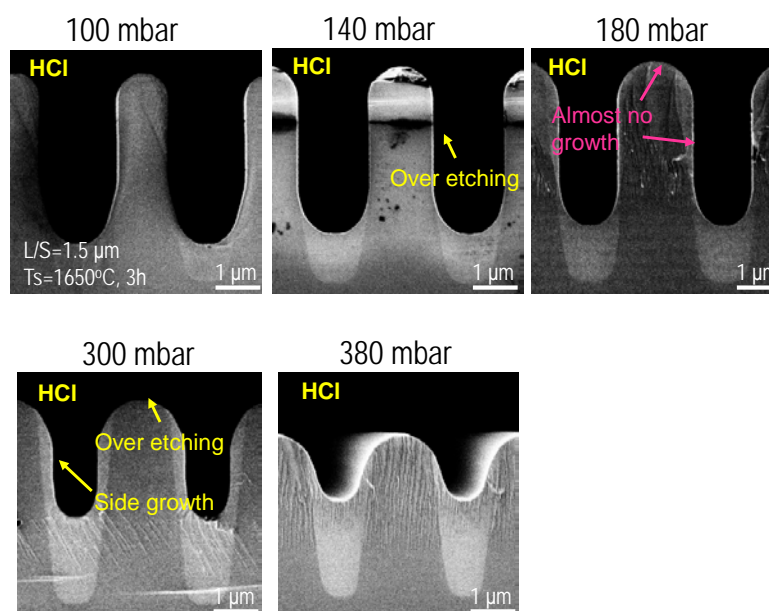 100 mbar
140 mbar
180 mbar
HCl
HCl
HCl
Almost no
growth
Over etching
L/S=1.5 µm
Ts=1650ºC, 3h
1 µm
1 µm
1 µm
300 mbar
380 mbar
HCl
HCl
Over etching
Side growth
1 µm
1 µm